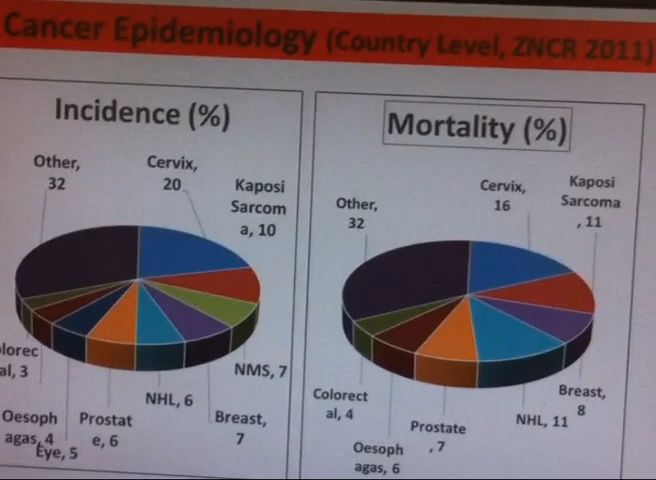 Cancer Epidemiology (Country Level, ZNCR 2011)
Incidence (%)
Other,
32
Cervix,
20
Kaposi
Sarcom
a, 10
NMS, 7
Breast,
7
NHL, 6
Prostat
e, 6
Eye, 5
Oesoph
agas, 4
lorec
al, 3
Mortality (%)
Other,
32
Cervix,
16
Kaposi
Sarcoma
, 11
Breast,
8
NHL, 11
Prostate
, 7
Oesoph
agas, 6
Colorect
al, 4